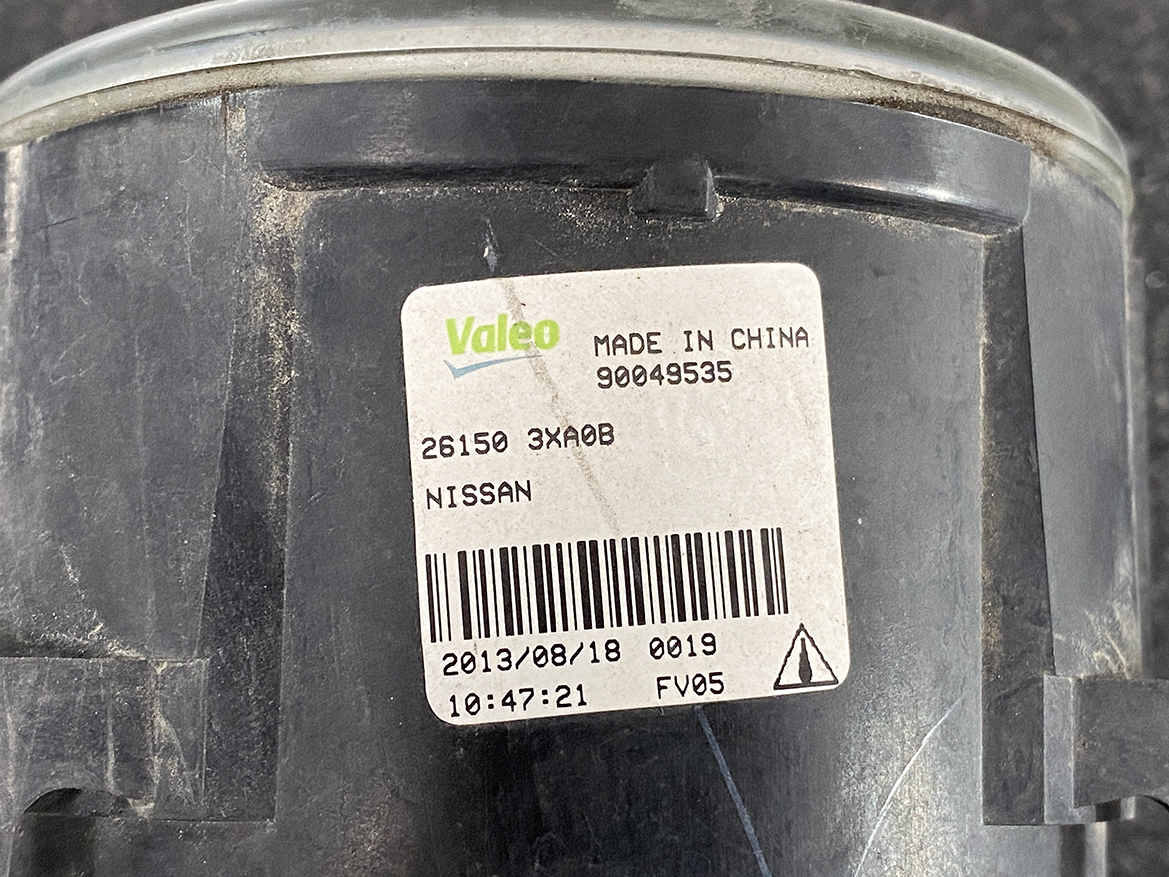 Valeo
MADE IN CHINA
90049535
26150 3XA0B
NISSAN
2013/08/18 0019
10:47:21 FV05